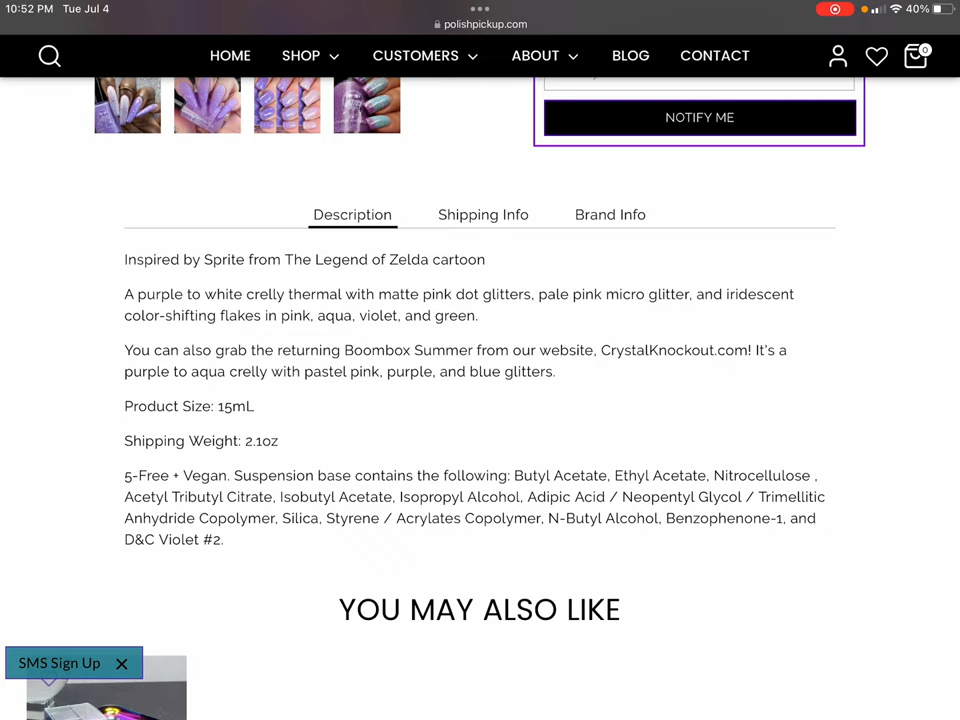 10:52 PM Tue Jul 4
40%
polishpickup.com
HOME SHOP CUSTOMERS ABOUT BLOG CONTACT
0
NOTIFY ME
Description Shipping Info Brand Info
Inspired by Sprite from The Legend of Zelda cartoon
A purple to white crelly thermal with matte pink dot glitters, pale pink micro glitter, and iridescent
color-shifting flakes in pink, aqua, violet, and green.
You can also grab the returning Boombox Summer from our website, CrystalKnockout.com! It's a
purple to aqua crelly with pastel pink, purple, and blue glitters.
Product Size: 15mL
Shipping Weight: 2.1oz
5-Free + Vegan. Suspension base contains the following: Butyl Acetate, Ethyl Acetate, Nitrocellulose ,
Acetyl Tributyl Citrate, Isobutyl Acetate, Isopropyl Alcohol, Adipic Acid / Neopentyl Glycol / Trimellitic
Anhydride Copolymer, Silica, Styrene / Acrylates Copolymer, N-Butyl Alcohol, Benzophenone-1, and
D&C Violet #2.
YOU MAY ALSO LIKE
SMS Sign Up